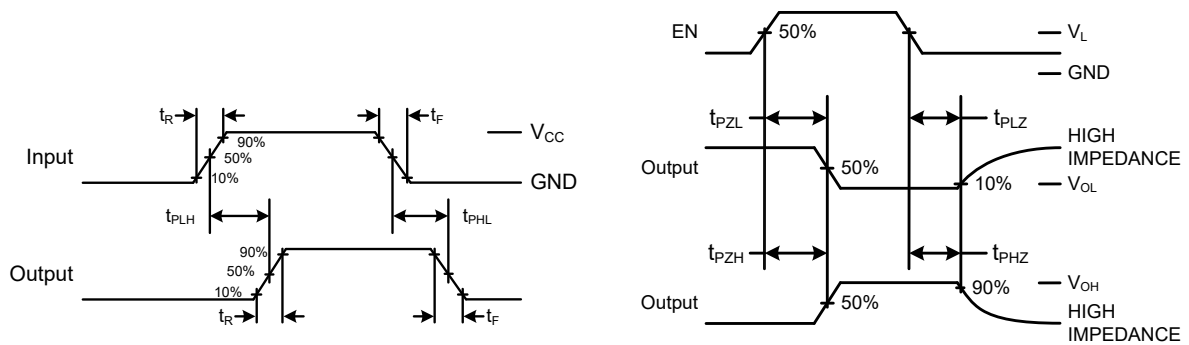 t_R
t_F
Input
90%
50%
10%
V_CC
GND
t_PLH
t_PHL
Output
90%
50%
10%
t_R
t_F
EN
50%
V_L
GND
t_PZL
t_PLZ
Output
50%
10%
HIGH
IMPEDANCE
V_OL
t_PZH
t_PHZ
Output
50%
90%
V_OH
HIGH
IMPEDANCE